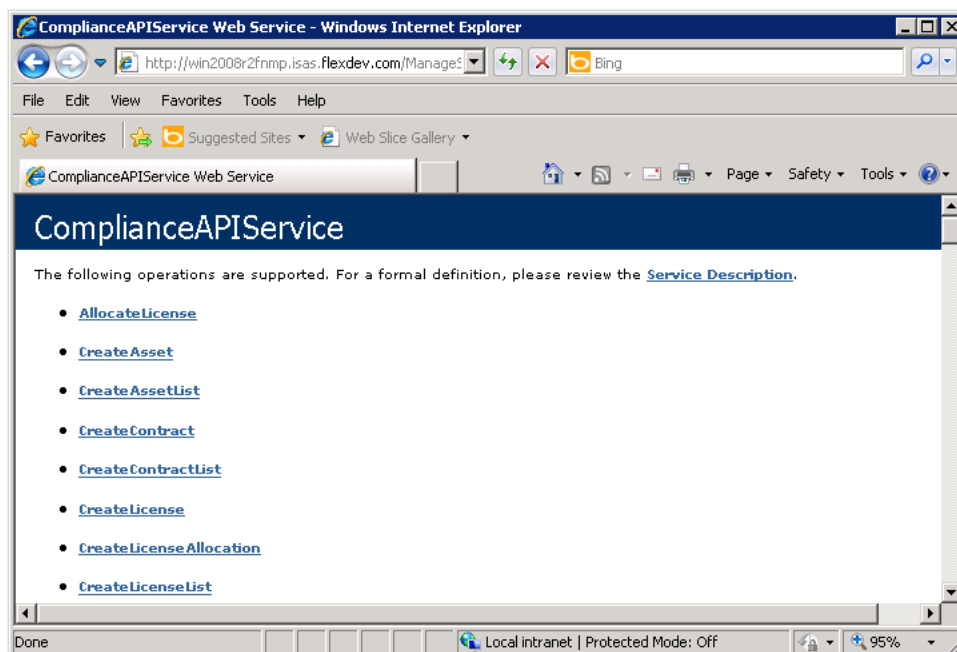 ComplianceAPIService Web Service - Windows Internet Explorer
http://win2008r2fnmp.isas.flexdev.com/ManageS
Bing
File Edit View Favorites Tools Help
Favorites Suggested Sites Web Slice Gallery
ComplianceAPIService Web Service Page Safety Tools
ComplianceAPIService
The following operations are supported. For a formal definition, please review the Service Description.
AllocateLicense
CreateAsset
CreateAssetList
CreateContract
CreateContractList
CreateLicense
CreateLicenseAllocation
CreateLicenseList
Done Local intranet | Protected Mode: Off 95%